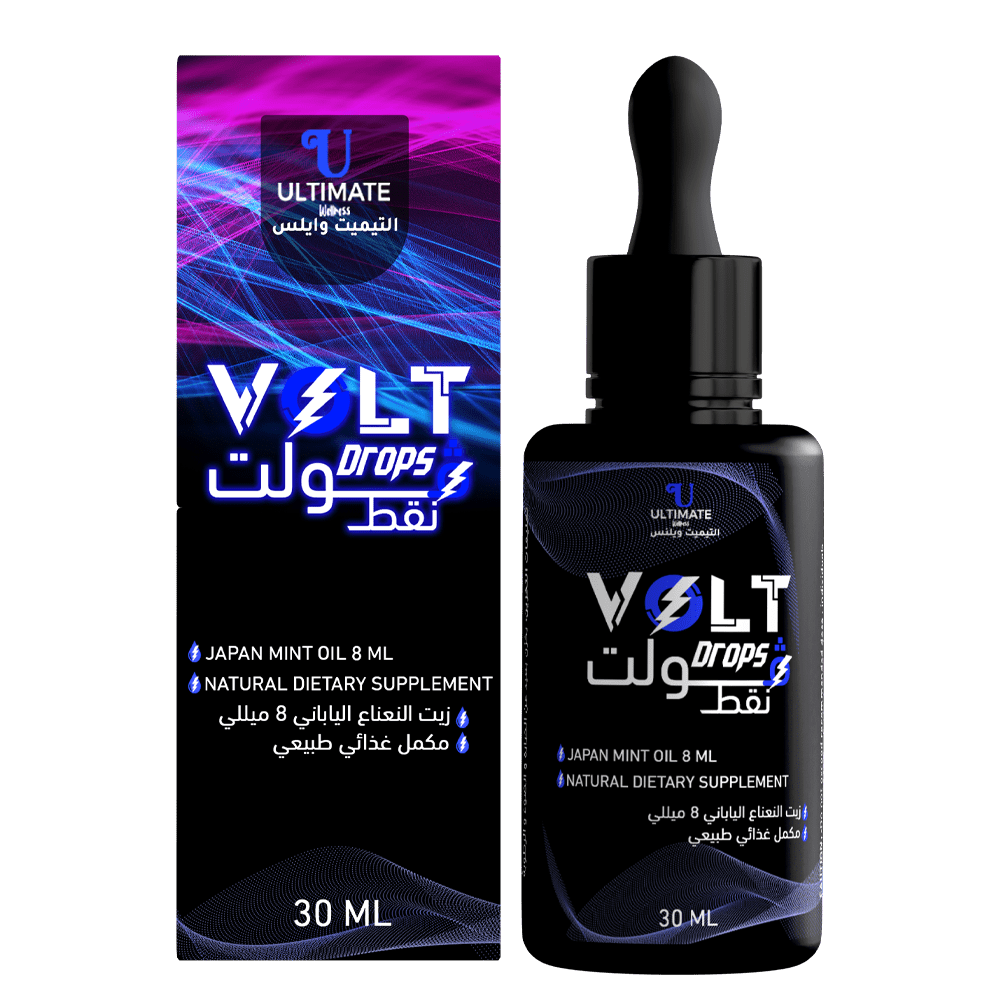 U
ULTIMATE
Wellness
التيميت وايلس
VOLT
Drops
ڤولت
نقط
JAPAN MINT OIL 8 ML
NATURAL DIETARY SUPPLEMENT
زيت النعناع الياباني 8 ميللي
مكمل غذائي طبيعي
30 ML
U
ULTIMATE
Wellness
التيميت ويلنس
VOLT
Drops
ڤولت
نقط
JAPAN MINT OIL 8 ML
NATURAL DIETARY SUPPLEMENT
زيت النعناع الياباني 8 ميللي
مكمل غذائي طبيعي
30 ML